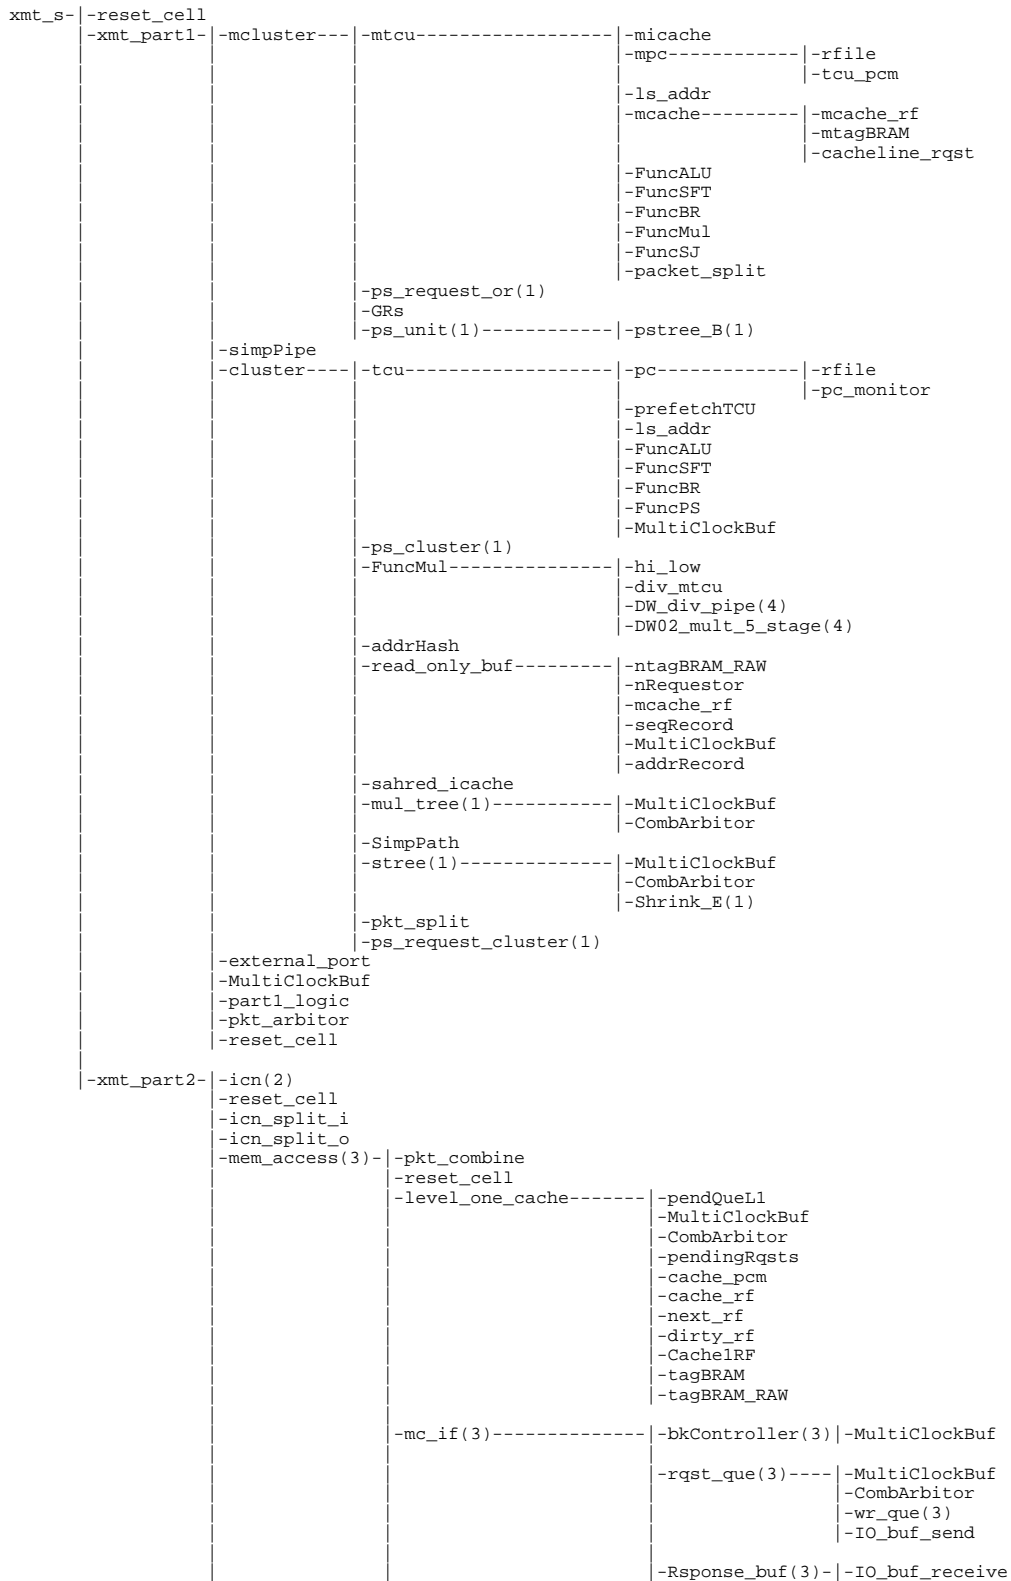 xmt_s-|-reset_cell
|-xmt_part1-|-mcluster---|-mtcu-----------------|-micache
|-mpc------------|-rfile
|-tcu_pcm
|-ls_addr
|-mcache---------|-mcache_rf
|-mtagBRAM
|-cacheline_rqst
|-FuncALU
|-FuncSFT
|-FuncBR
|-FuncMul
|-FuncSJ
|-packet_split
|-ps_request_or(1)
|-GRs
|-ps_unit(1)-----------|-pstree_B(1)
|-simpPipe
|-cluster----|-tcu------------------|-pc-------------|-rfile
|-pc_monitor
|-prefetchTCU
|-ls_addr
|-FuncALU
|-FuncSFT
|-FuncBR
|-FuncPS
|-MultiClockBuf
|-ps_cluster(1)
|-FuncMul--------------|-hi_low
|-div_mtcu
|-DW_div_pipe(4)
|-DW02_mult_5_stage(4)
|-addrHash
|-read_only_buf--------|-ntagBRAM_RAW
|-nRequestor
|-mcache_rf
|-seqRecord
|-MultiClockBuf
|-addrRecord
|-sahred_icache
|-mul_tree(1)----------|-MultiClockBuf
|-CombArbitor
|-SimpPath
|-stree(1)-------------|-MultiClockBuf
|-CombArbitor
|-Shrink_E(1)
|-pkt_split
|-ps_request_cluster(1)
|-external_port
|-MultiClockBuf
|-part1_logic
|-pkt_arbitor
|-reset_cell
|-xmt_part2-|-icn(2)
|-reset_cell
|-icn_split_i
|-icn_split_o
|-mem_access(3)-|-pkt_combine
|-reset_cell
|-level_one_cache-------|-pendQueL1
|-MultiClockBuf
|-CombArbitor
|-pendingRqsts
|-cache_pcm
|-cache_rf
|-next_rf
|-dirty_rf
|-Cache1RF
|-tagBRAM
|-tagBRAM_RAW
|-mc_if(3)--------------|-bkController(3)|-MultiClockBuf
|-rqst_que(3)----|-MultiClockBuf
|-CombArbitor
|-wr_que(3)
|-IO_buf_send
|-Rsponse_buf(3)-|-IO_buf_receive